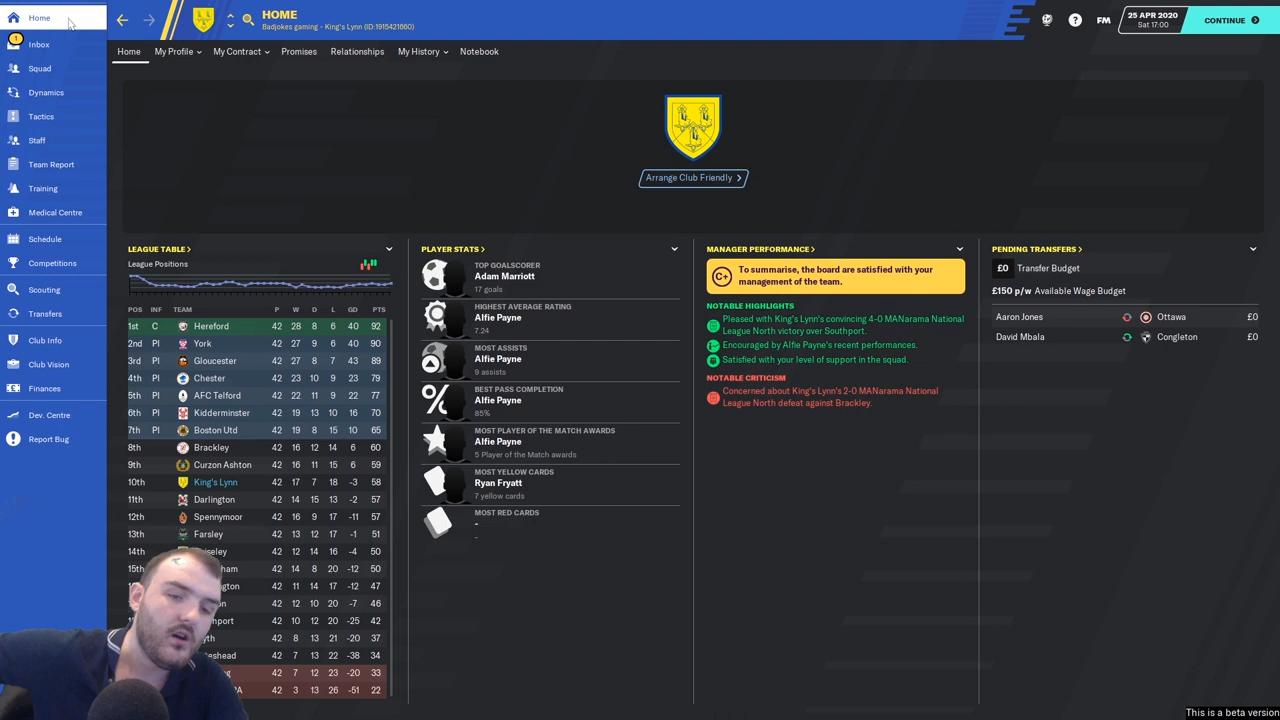 Home
Inbox
1
Squad
Dynamics
Tactics
Staff
Team Report
Training
Medical Centre
Schedule
Competitions
Scouting
Transfers
Club Info
Club Vision
Finances
Dev. Centre
Report Bug
HOME
Badjokes gaming - King's Lynn (ID:1915421660)
FM
25 APR 2020
Sat 17:00
CONTINUE
Home My Profile My Contract Promises Relationships My History Notebook
Arrange Club Friendly
LEAGUE TABLE
League Positions
POS INF TEAM P W D L GD PTS
1st C Hereford 42 28 8 6 40 92
2nd Pl York 42 27 9 6 40 90
3rd Pl Gloucester 42 27 8 7 43 89
4th Pl Chester 42 23 10 9 23 79
5th Pl AFC Telford 42 22 11 9 22 77
6th Pl Kidderminster 42 19 13 10 16 70
7th Pl Boston Utd 42 19 8 15 10 65
8th Brackley 42 16 12 14 6 60
9th Curzon Ashton 42 16 11 15 6 59
10th King's Lynn 42 17 7 18 -3 58
11th Darlington 42 14 15 13 -2 57
12th Spennymoor 42 16 9 17 -11 57
13th Farsley 42 13 12 17 -1 51
14th 42 12 14 16 -4 50
15th 42 14 8 20 -12 50
42 11 14 17 -12 47
42 12 10 20 -7 46
42 10 12 20 -25 42
42 8 13 21 -20 37
42 7 13 22 -38 34
42 7 12 23 -20 33
42 3 13 26 -51 22
PLAYER STATS
TOP GOALSCORER
Adam Marriott
17 goals
HIGHEST AVERAGE RATING
Alfie Payne
7.24
MOST ASSISTS
Alfie Payne
9 assists
BEST PASS COMPLETION
Alfie Payne
85%
MOST PLAYER OF THE MATCH AWARDS
Alfie Payne
5 Player of the Match awards
MOST YELLOW CARDS
Ryan Fryatt
7 yellow cards
MOST RED CARDS
-
-
MANAGER PERFORMANCE
C+
To summarise, the board are satisfied with your
management of the team.
NOTABLE HIGHLIGHTS
Pleased with King's Lynn's convincing 4-0 MANarama National
League North victory over Southport.
Encouraged by Alfie Payne's recent performances.
Satisfied with your level of support in the squad.
NOTABLE CRITICISM
Concerned about King's Lynn's 2-0 MANarama National
League North defeat against Brackley.
PENDING TRANSFERS
£0 Transfer Budget
£150 p/w Available Wage Budget
Aaron Jones Ottawa £0
David Mbala Congleton £0
This is a beta version